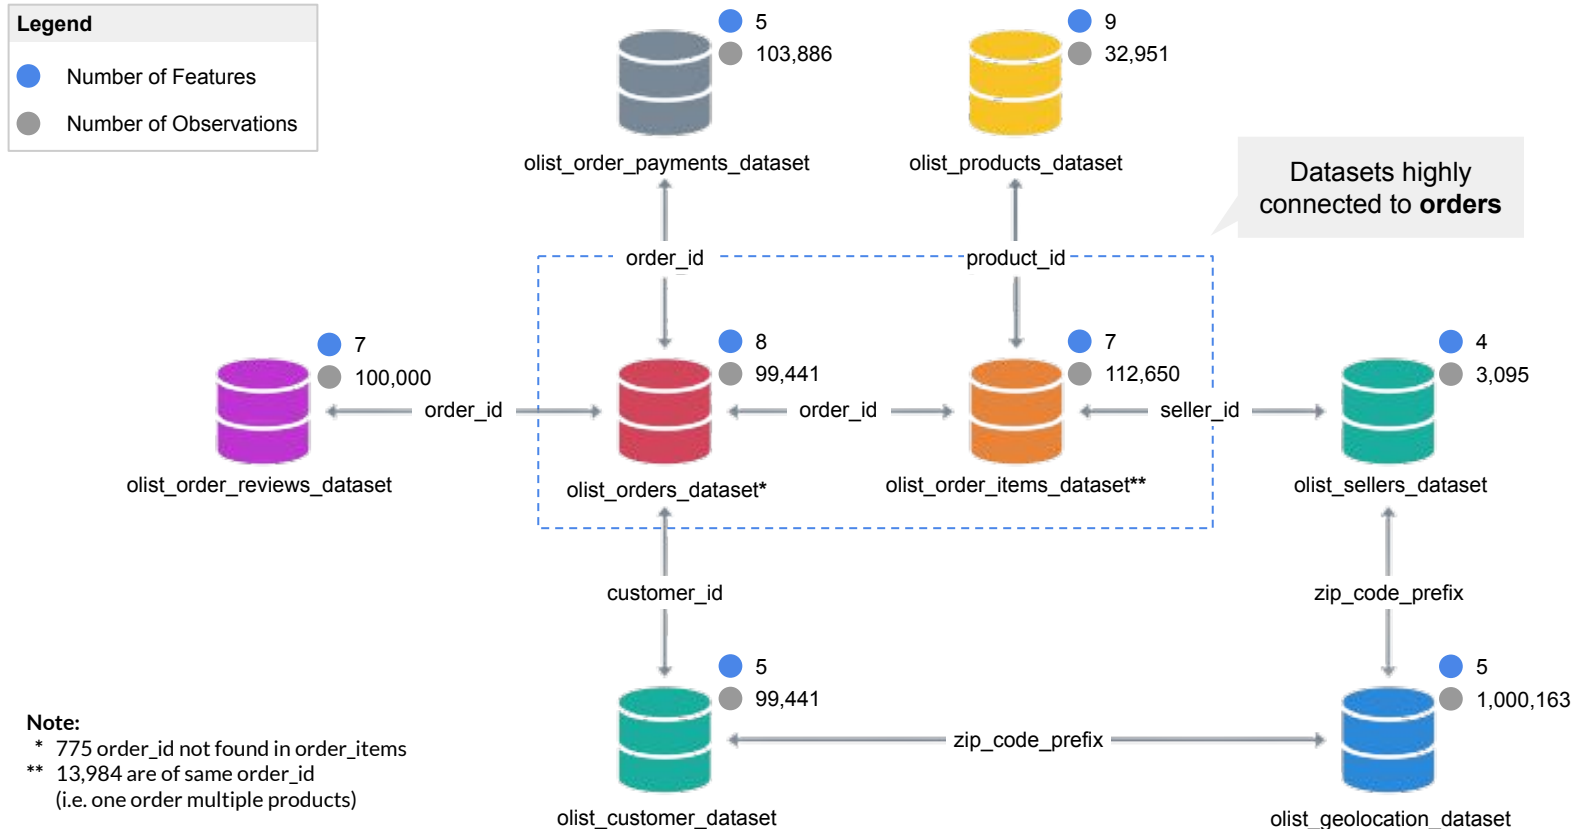 Legend
Number of Features
Number of Observations
5
103,886
olist_order_payments_dataset
9
32,951
olist_products_dataset
Datasets highly
connected to orders
order_id
product_id
7
100,000
olist_order_reviews_dataset
order_id
8
99,441
olist_orders_dataset*
order_id
7
112,650
olist_order_items_dataset**
seller_id
4
3,095
olist_sellers_dataset
customer_id
zip_code_prefix
5
99,441
olist_customer_dataset
zip_code_prefix
5
1,000,163
olist_geolocation_dataset
Note:
* 775 order_id not found in order_items
** 13,984 are of same order_id
(i.e. one order multiple products)